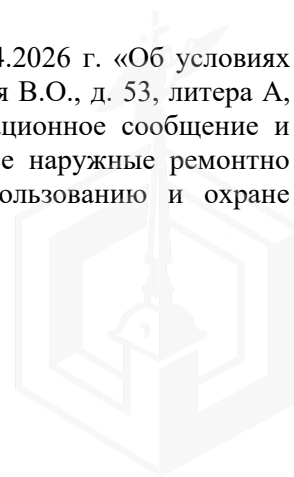 4.2026 г. «Об условиях
я В.О., д. 53, литера А,
ационное сообщение и
е наружные ремонтно
ользованию и охране